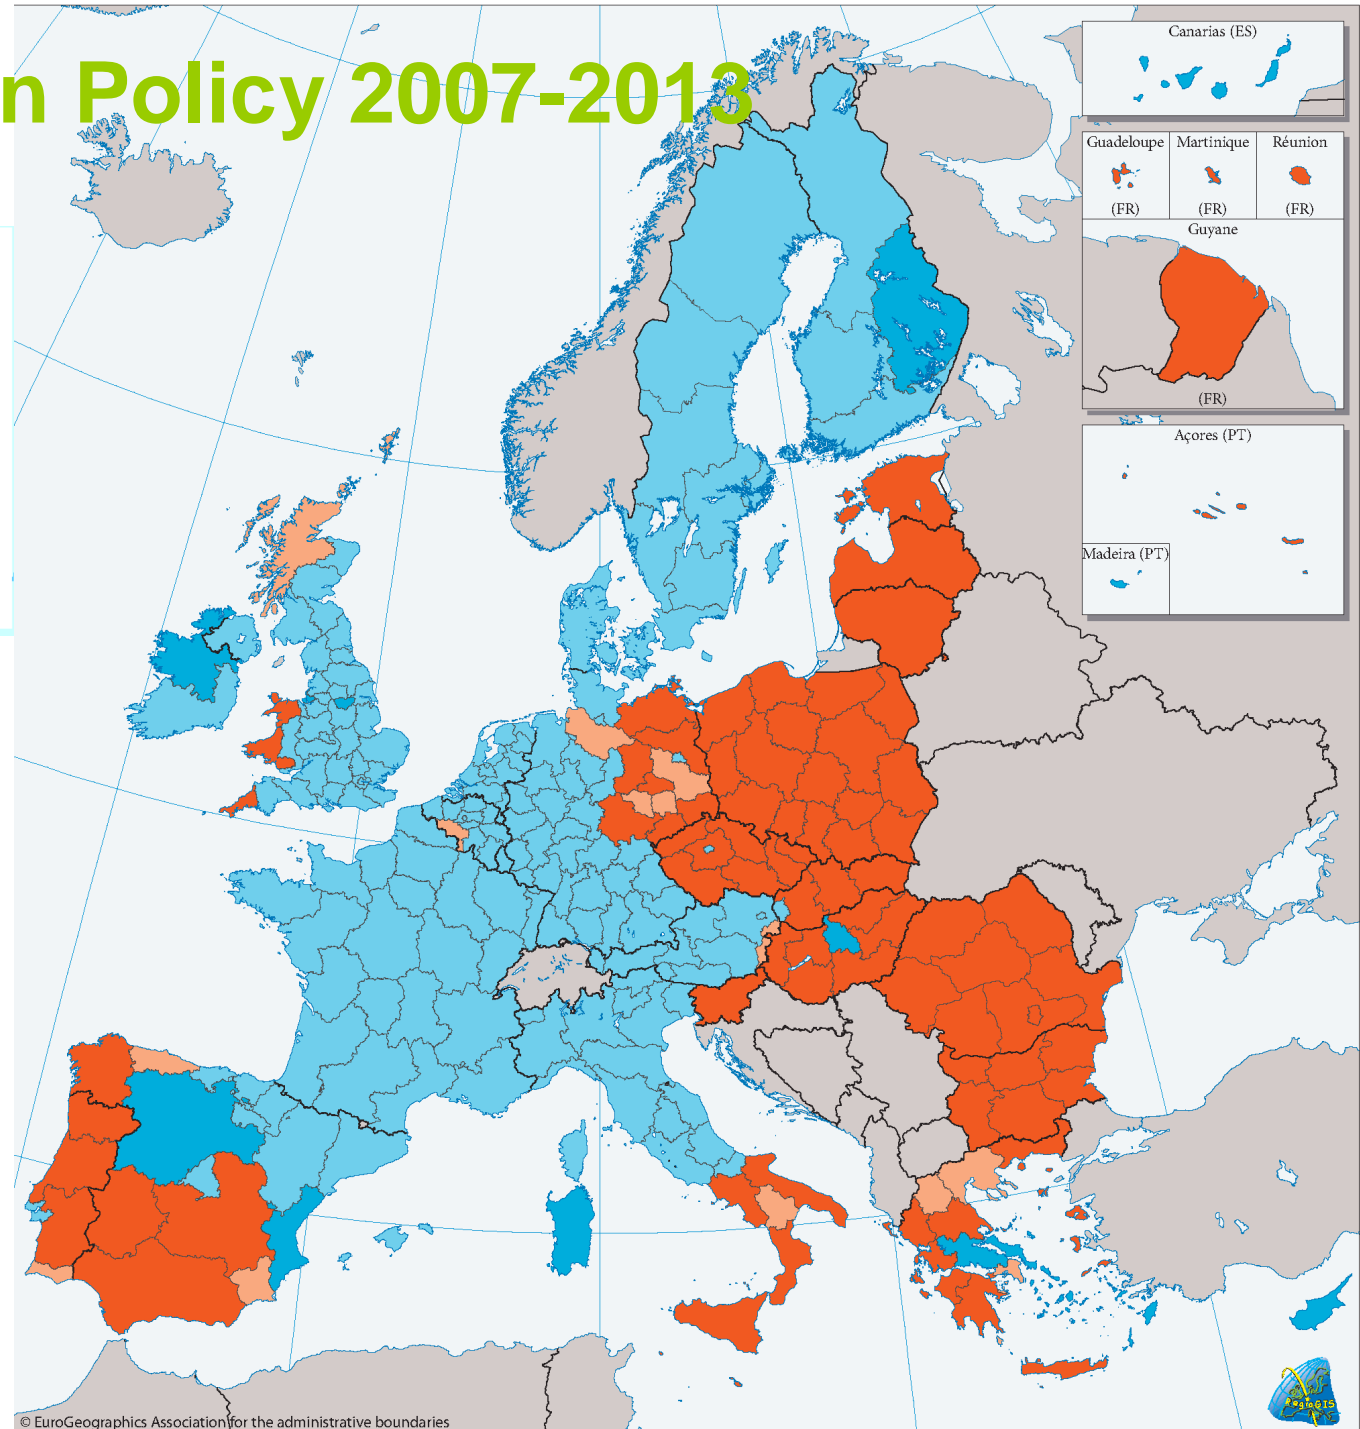 n Policy 2007-2013
Canarias (ES)
Guadeloupe
Martinique
Réunion
(FR)
(FR)
(FR)
Guyane
(FR)
Açores (PT)
Madeira (PT)
RegioGIS
© EuroGeographics Association for the administrative boundaries